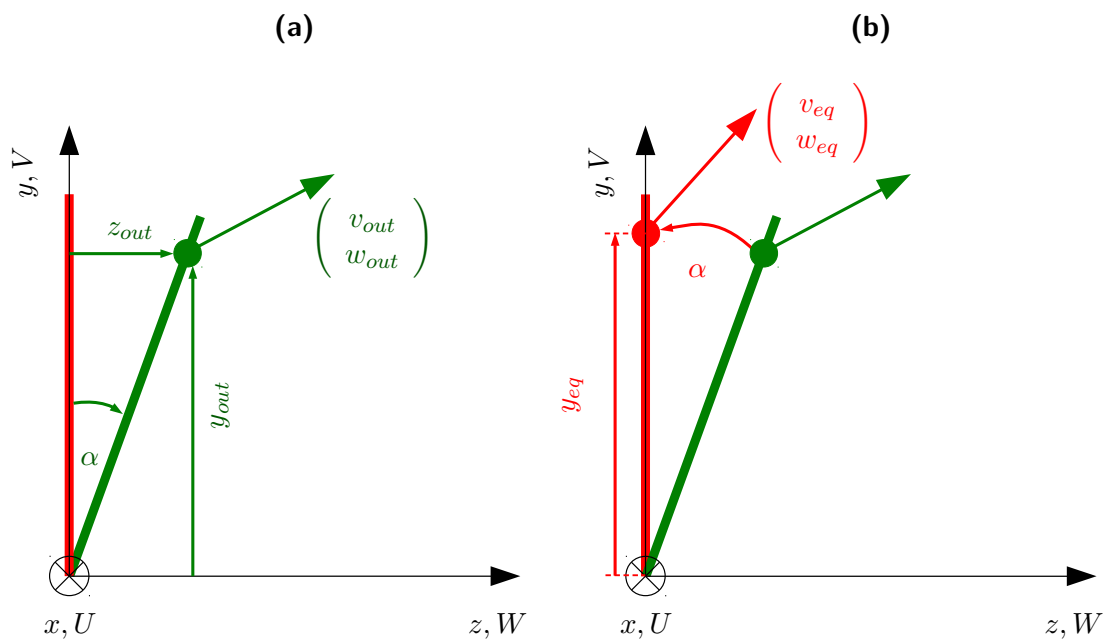 (a)
y, V
z_out
( v_out
w_out )
α
y_out
x, U
z, W
(b)
( v_eq
w_eq )
y, V
α
y_eq
x, U
z, W